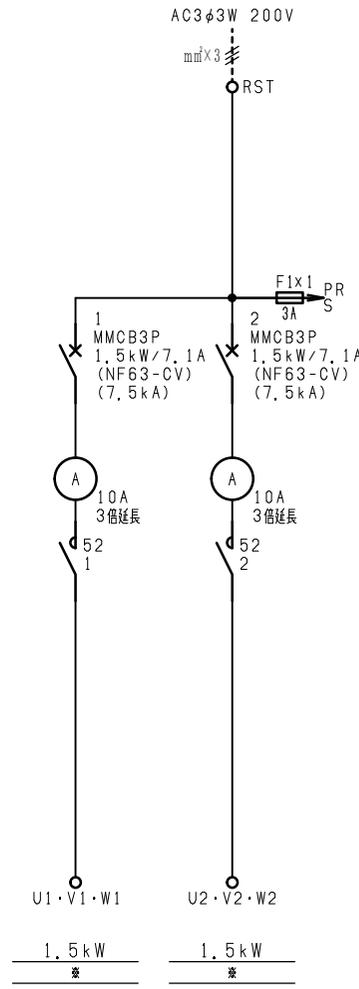 AC3φ3W 200V
mm²×3
RST
F1×1
PR
3A
S
1
2
MMCB3P
MMCB3P
1.5kW/7.1A
1.5kW/7.1A
(NF63-CV)
(NF63-CV)
(7.5kA)
(7.5kA)
A
A
10A
10A
3倍延長
3倍延長
52
52
1
2
U1・V1・W1
U2・V2・W2
1.5kW
1.5kW
※
※